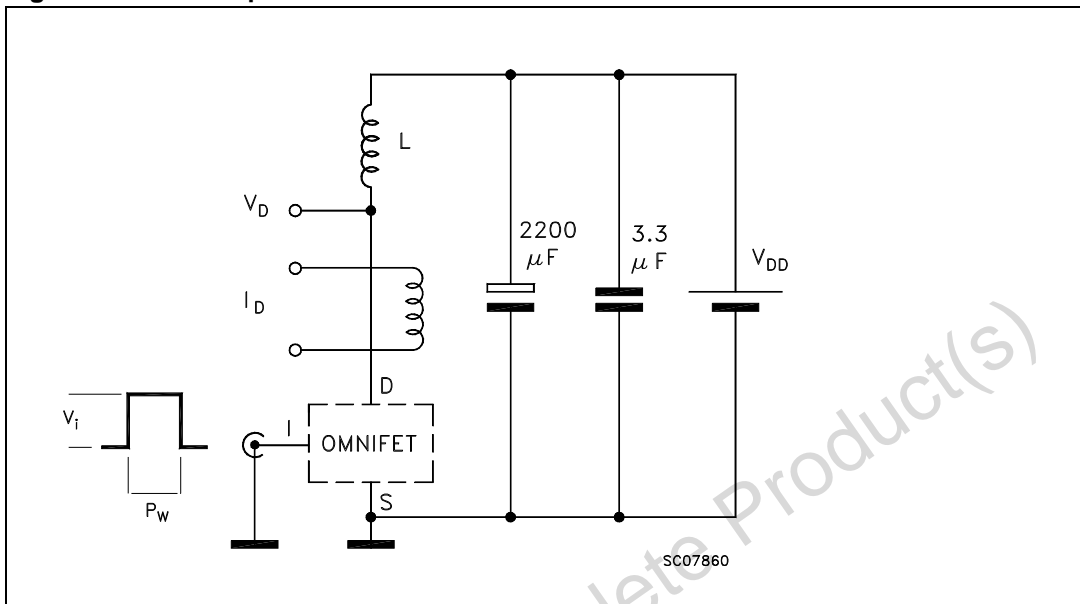 L
V_D
2200
μF
3.3
μF
V_DD
I_D
D
V_i
I
OMNIFET
P_W
S
SC07860
Product(s)